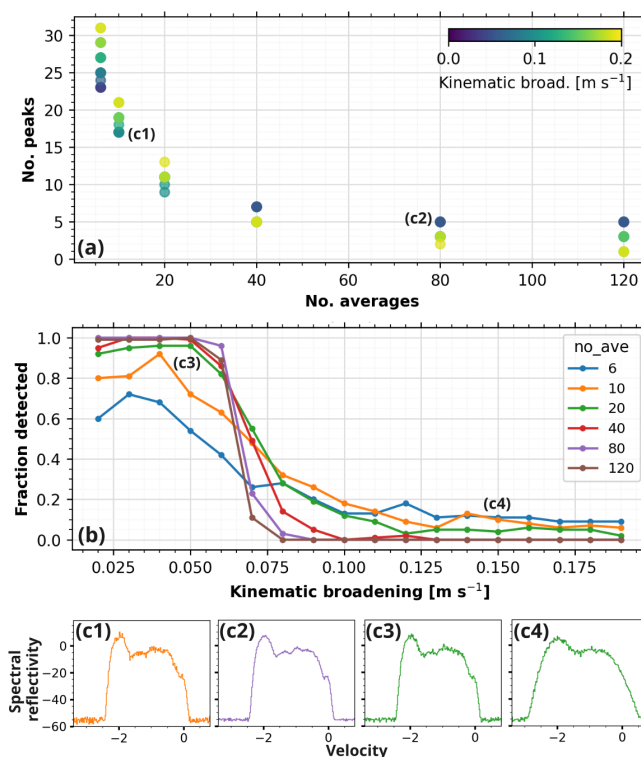 30
25
20
15
10
5
0
No. peaks
0.0 0.1 0.2
Kinematic broad. [m s⁻¹]
(c1)
(c2)
(a)
20 40 60 80 100 120
No. averages
1.0
0.8
0.6
0.4
0.2
0.0
Fraction detected
(c3)
(c4)
(b)
no_ave
6
10
20
40
80
120
0.025 0.050 0.075 0.100 0.125 0.150 0.175
Kinematic broadening [m s⁻¹]
Spectral
reflectivity
0
−20
−40
−60
(c1) (c2) (c3) (c4)
−2 0 −2 0 −2 0 −2 0
Velocity